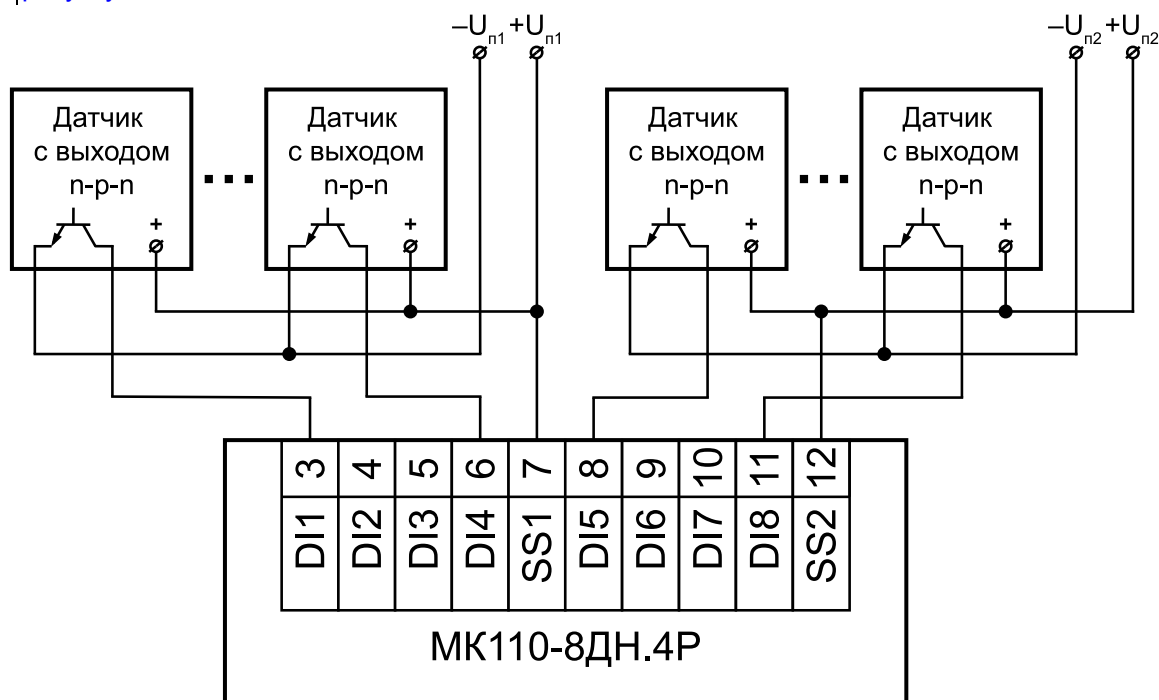 –Uп1 +Uп1
–Uп2 +Uп2
Датчик
с выходом
n-p-n
+
Датчик
с выходом
n-p-n
+
Датчик
с выходом
n-p-n
+
Датчик
с выходом
n-p-n
+
3 4 5 6 7 8 9 10 11 12
DI1 DI2 DI3 DI4 SS1 DI5 DI6 DI7 DI8 SS2
МК110-8ДН.4Р